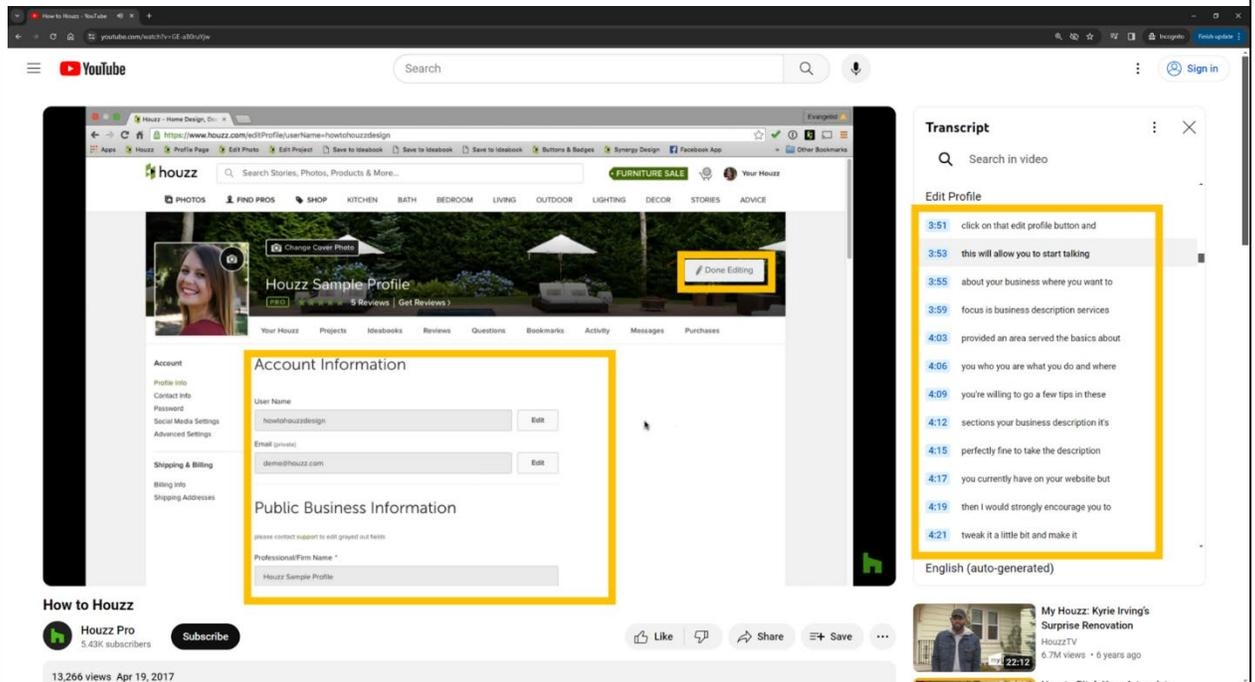 How to Houzz - YouTube
youtube.com/watch?v=GE-aB0ruXjw
Incognito
Finish update
YouTube
Search
Sign in
Houzz - Home Design, Dec
Evangelist
https://www.houzz.com/editProfile/userName=howtohouzzdesign
Apps Houzz Profile Page Edit Photo Edit Project Save to Ideabook Save to Ideabook Save to Ideabook Buttons & Badges Synergy Design Facebook App » Other Bookmarks
houzz
Search Stories, Photos, Products & More...
FURNITURE SALE
Your Houzz
PHOTOS FIND PROS SHOP KITCHEN BATH BEDROOM LIVING OUTDOOR LIGHTING DECOR STORIES ADVICE
Change Cover Photo
Done Editing
Houzz Sample Profile
PRO 5 Reviews | Get Reviews ›
Your Houzz Projects Ideabooks Reviews Questions Bookmarks Activity Messages Purchases
Account
Profile Info
Contact Info
Password
Social Media Settings
Advanced Settings
Shipping & Billing
Billing Info
Shipping Addresses
Account Information
User Name
howtohouzzdesign Edit
Email (private)
demo@houzz.com Edit
Public Business Information
please contact support to edit grayed out fields
Professional/Firm Name *
Houzz Sample Profile
Transcript
Search in video
Edit Profile
3:51 click on that edit profile button and
3:53 this will allow you to start talking
3:55 about your business where you want to
3:59 focus is business description services
4:03 provided an area served the basics about
4:06 you who you are what you do and where
4:09 you're willing to go a few tips in these
4:12 sections your business description it's
4:15 perfectly fine to take the description
4:17 you currently have on your website but
4:19 then I would strongly encourage you to
4:21 tweak it a little bit and make it
English (auto-generated)
How to Houzz
Houzz Pro
5.43K subscribers
Subscribe
Like
Share
Save
13,266 views Apr 19, 2017
22:12
My Houzz: Kyrie Irving's
Surprise Renovation
HouzzTV
6.7M views • 6 years ago